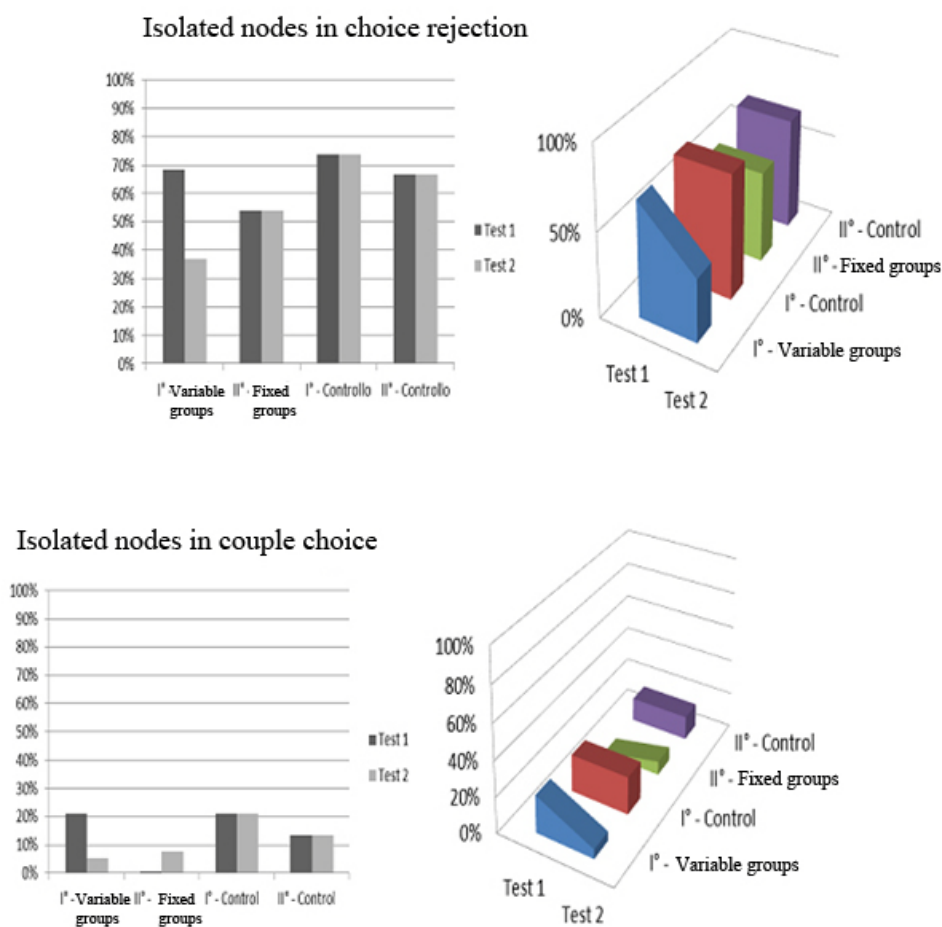 Isolated nodes in choice rejection
100%
90%
80%
70%
60%
50%
40%
30%
20%
10%
0%
I° -Variable groups
II° - Fixed groups
I° - Controllo
II° - Controllo
Test 1
Test 2
100%
50%
0%
Test 1
Test 2
II° - Control
II° - Fixed groups
I° - Control
I° - Variable groups
Isolated nodes in couple choice
100%
90%
80%
70%
60%
50%
40%
30%
20%
10%
0%
I° -Variable groups
II° - Fixed groups
I° - Control
II° - Control
Test 1
Test 2
100%
80%
60%
40%
20%
0%
Test 1
Test 2
II° - Control
II° - Fixed groups
I° - Control
I° - Variable groups